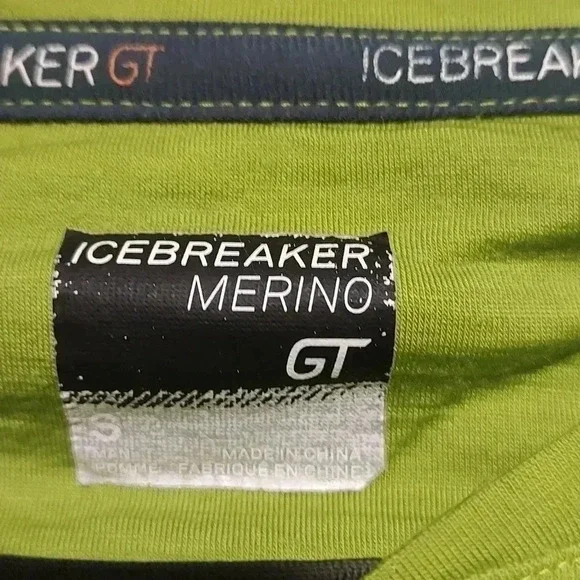 KER GT ICEBREAK
ICEBREAKER
MERINO
GT
S
MEN MADE IN CHINA
HOMME FABRIQUE EN CHINE